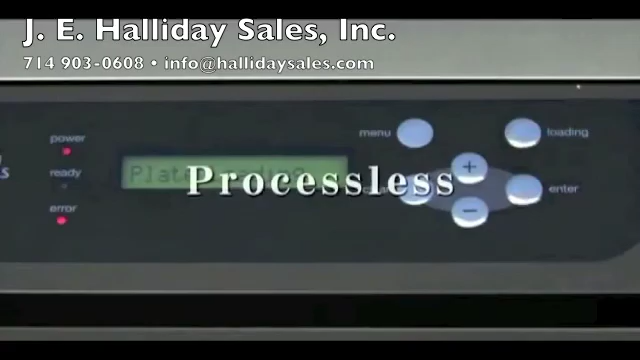 J. E. Halliday Sales, Inc.
714 903-0608 • info@hallidaysales.com
power
ready
error
menu
loading
Processless
+
enter
−